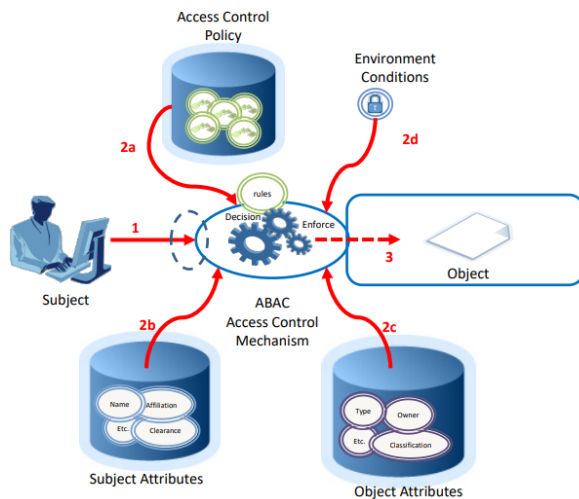 Access Control
Policy
Environment
Conditions
2a
2d
rules
1
Decision
Enforce
3
Subject
Object
ABAC
Access Control
Mechanism
2b
2c
Name
Affiliation
Etc.
Clearance
Type
Owner
Etc.
Classification
Subject Attributes
Object Attributes